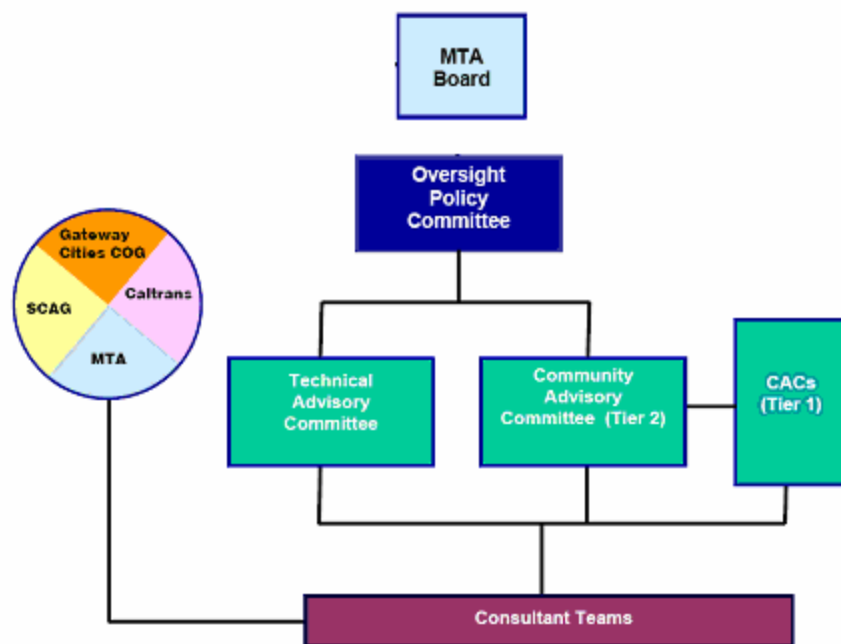 MTA
Board
Oversight
Policy
Committee
Gateway
Cities COG
SCAG
Caltrans
MTA
Technical
Advisory
Committee
Community
Advisory
Committee (Tier 2)
CACs
(Tier 1)
Consultant Teams